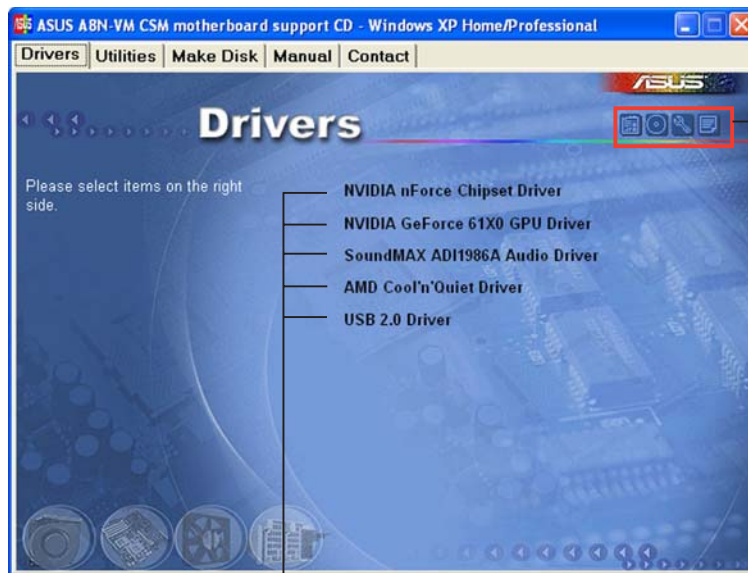 ASUS A8N-VM CSM motherboard support CD - Windows XP Home/Professional
Drivers Utilities Make Disk Manual Contact
ASUS
Drivers
Please select items on the right
side.
NVIDIA nForce Chipset Driver
NVIDIA GeForce 61X0 GPU Driver
SoundMAX ADI1986A Audio Driver
AMD Cool'n'Quiet Driver
USB 2.0 Driver